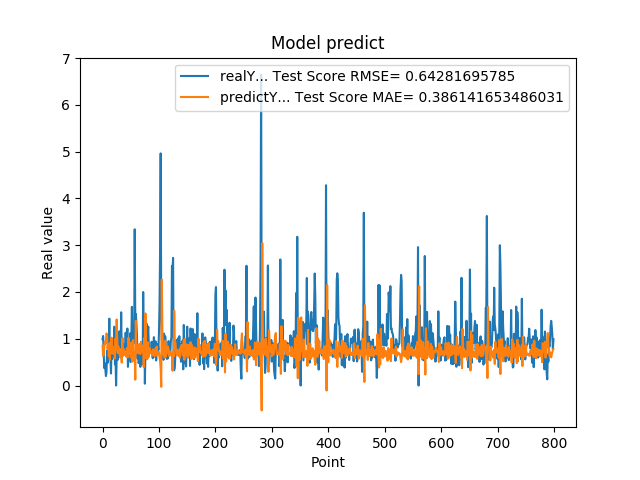 Model predict
realY... Test Score RMSE= 0.64281695785
predictY... Test Score MAE= 0.386141653486031
7
6
5
4
3
2
1
0
Real value
0 100 200 300 400 500 600 700 800
Point